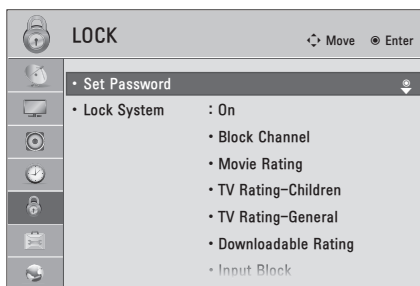 LOCK
Move Enter
• Set Password
• Lock System : On
• Block Channel
• Movie Rating
• TV Rating-Children
• TV Rating-General
• Downloadable Rating
• Input Block